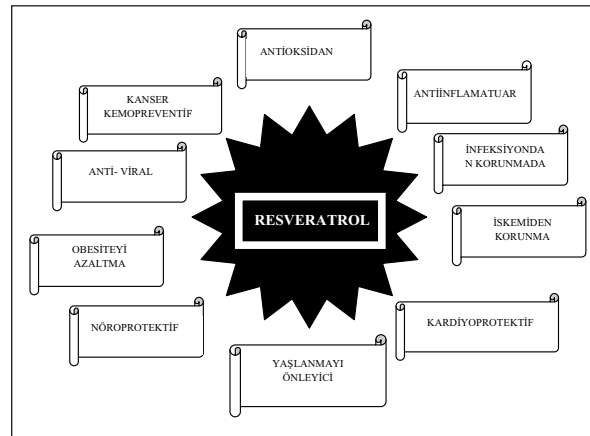 ANTİOKSİDAN
KANSER
KEMOPREVENTİF
ANTİİNFLAMATUAR
ANTİ- VİRAL
İNFEKSİYONDA
N KORUNMADA
RESVERATROL
İSKEMİDEN
KORUNMA
OBESİTEYİ
AZALTMA
NÖROPROTEKTİF
KARDİYOPROTEKTİF
YAŞLANMAYI
ÖNLEYİCİ